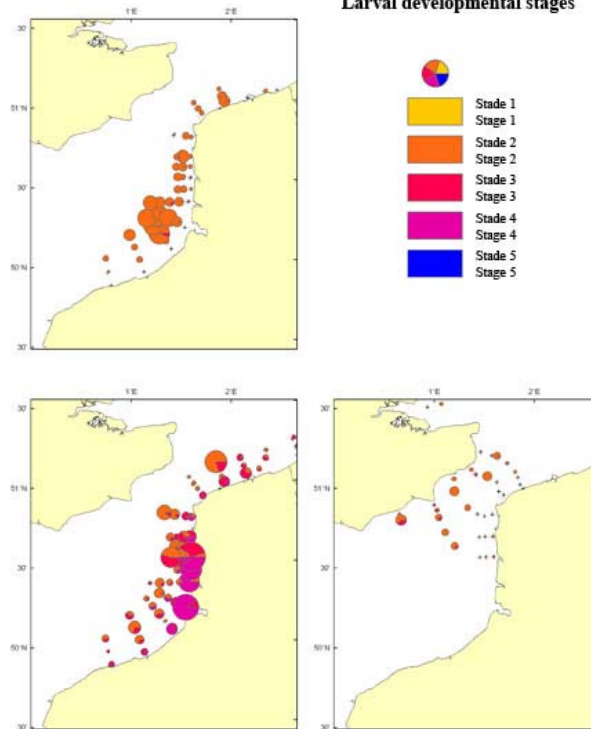 Larval developmental stages
Stade 1
Stage 1
Stade 2
Stage 2
Stade 3
Stage 3
Stade 4
Stage 4
Stade 5
Stage 5
1°E
2°E
30'
51°N
30'
50°N
30'
1°E
2°E
1°E
2°E
30'
30'
51°N
51°N
30'
30'
50°N
50°N
30'
30'